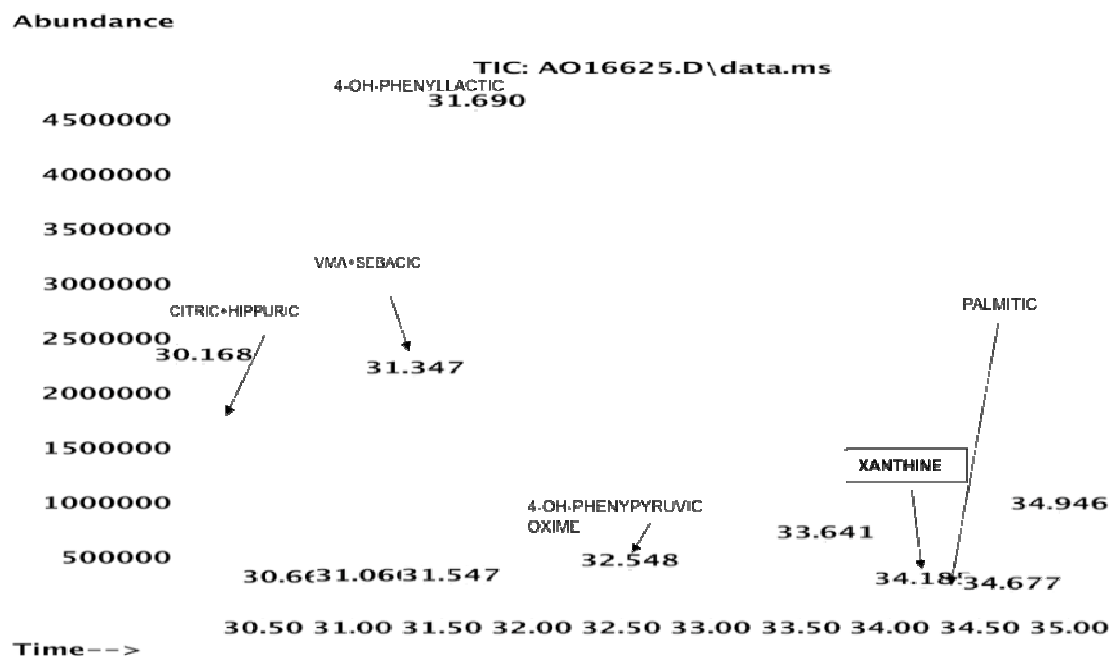 Abundance
TIC: AO16625.D\data.ms
4-OH-PHENYLLACTIC
31.690
4500000
4000000
3500000
VMA+SEBACIC
3000000
CITRIC+HIPPURIC
PALMITIC
2500000
30.168
31.347
2000000
1500000
XANTHINE
1000000
4-OH-PHENYPYRUVIC
OXIME
34.946
33.641
500000
32.548
31.547
34.677
30.50 31.00 31.50 32.00 32.50 33.00 33.50 34.00 34.50 35.00
Time-->